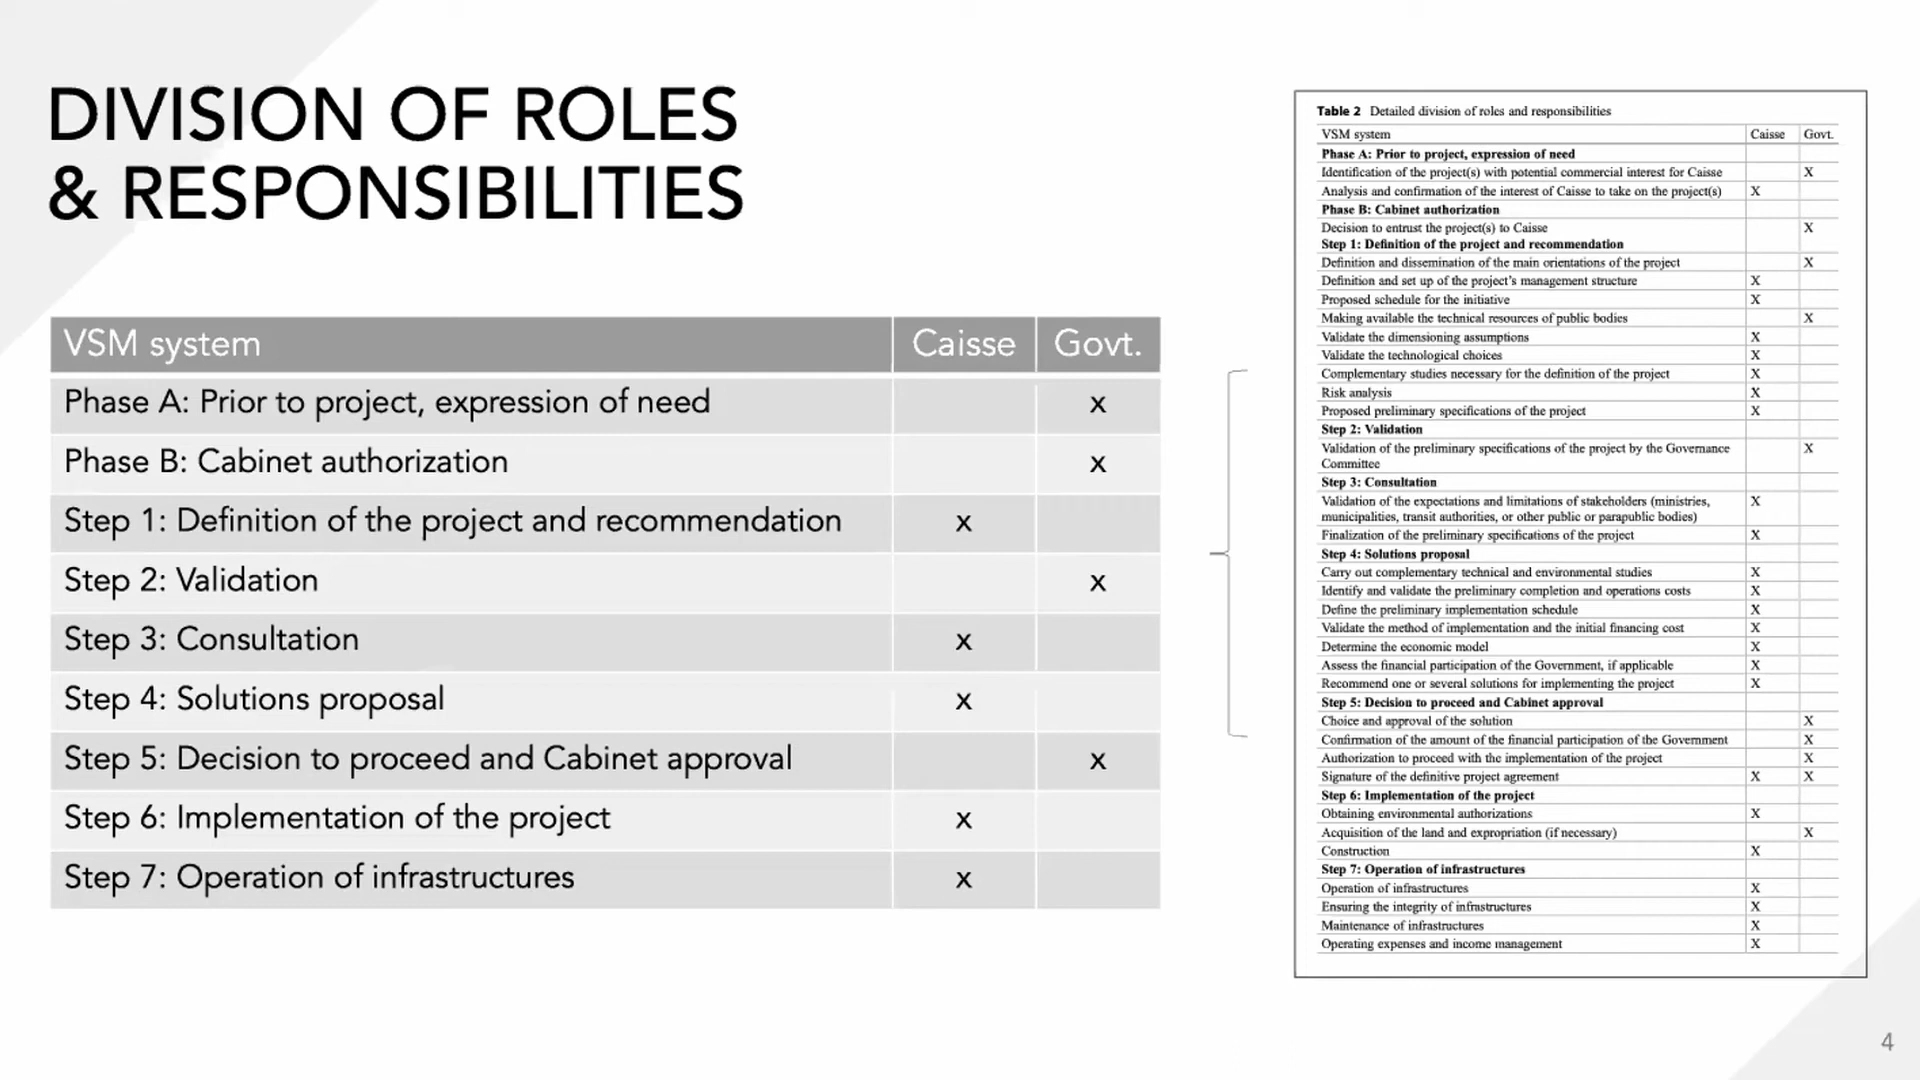 DIVISION OF ROLES
& RESPONSIBILITIES
VSM system Caisse Govt.
Phase A: Prior to project, expression of need x
Phase B: Cabinet authorization x
Step 1: Definition of the project and recommendation x
Step 2: Validation x
Step 3: Consultation x
Step 4: Solutions proposal x
Step 5: Decision to proceed and Cabinet approval x
Step 6: Implementation of the project x
Step 7: Operation of infrastructures x
Table 2 Detailed division of roles and responsibilities
VSM system Caisse Govt.
Phase A: Prior to project, expression of need
Identification of the project(s) with potential commercial interest for Caisse X
Analysis and confirmation of the interest of Caisse to take on the project(s) X
Phase B: Cabinet authorization
Decision to entrust the project(s) to Caisse X
Step 1: Definition of the project and recommendation
Definition and dissemination of the main orientations of the project X
Definition and set up of the project's management structure X
Proposed schedule for the initiative X
Making available the technical resources of public bodies X
Validate the dimensioning assumptions X
Validate the technological choices X
Complementary studies necessary for the definition of the project X
Risk analysis X
Proposed preliminary specifications of the project X
Step 2: Validation
Validation of the preliminary specifications of the project by the Governance X
Committee
Step 3: Consultation
Validation of the expectations and limitations of stakeholders (ministries, X
municipalities, transit authorities, or other public or parapublic bodies)
Finalization of the preliminary specifications of the project X
Step 4: Solutions proposal
Carry out complementary technical and environmental studies X
Identify and validate the preliminary completion and operations costs X
Define the preliminary implementation schedule X
Validate the method of implementation and the initial financing cost X
Determine the economic model X
Assess the financial participation of the Government, if applicable X
Recommend one or several solutions for implementing the project X
Step 5: Decision to proceed and Cabinet approval
Choice and approval of the solution X
Confirmation of the amount of the financial participation of the Government X
Authorization to proceed with the implementation of the project X
Signature of the definitive project agreement X X
Step 6: Implementation of the project
Obtaining environmental authorizations X
Acquisition of the land and expropriation (if necessary) X
Construction X
Step 7: Operation of infrastructures
Operation of infrastructures X
Ensuring the integrity of infrastructures X
Maintenance of infrastructures X
Operating expenses and income management X
4